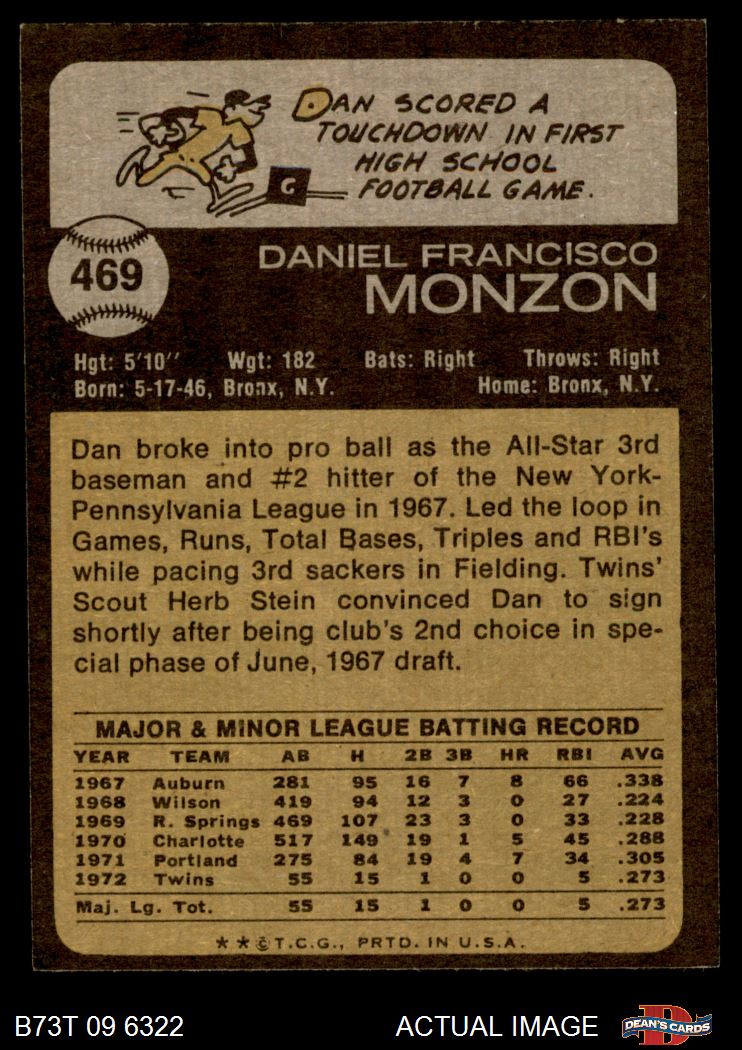 DAN SCORED A
TOUCHDOWN IN FIRST
HIGH SCHOOL
FOOTBALL GAME.
G
469
DANIEL FRANCISCO
MONZON
Hgt: 5'10" Wgt: 182 Bats: Right Throws: Right
Born: 5-17-46, Bronx, N.Y. Home: Bronx, N.Y.
Dan broke into pro ball as the All-Star 3rd
baseman and #2 hitter of the New York-
Pennsylvania League in 1967. Led the loop in
Games, Runs, Total Bases, Triples and RBI's
while pacing 3rd sackers in Fielding. Twins'
Scout Herb Stein convinced Dan to sign
shortly after being club's 2nd choice in spe-
cial phase of June, 1967 draft.
MAJOR & MINOR LEAGUE BATTING RECORD
YEAR TEAM AB H 2B 3B HR RBI AVG
1967 Auburn 281 95 16 7 8 66 .338
1968 Wilson 419 94 12 3 0 27 .224
1969 R. Springs 469 107 23 3 0 33 .228
1970 Charlotte 517 149 19 1 5 45 .288
1971 Portland 275 84 19 4 7 34 .305
1972 Twins 55 15 1 0 0 5 .273
Maj. Lg. Tot. 55 15 1 0 0 5 .273
★★©T.C.G., PRTD. IN U.S.A.
B73T 09 6322 ACTUAL IMAGE
D
DEAN'S CARDS